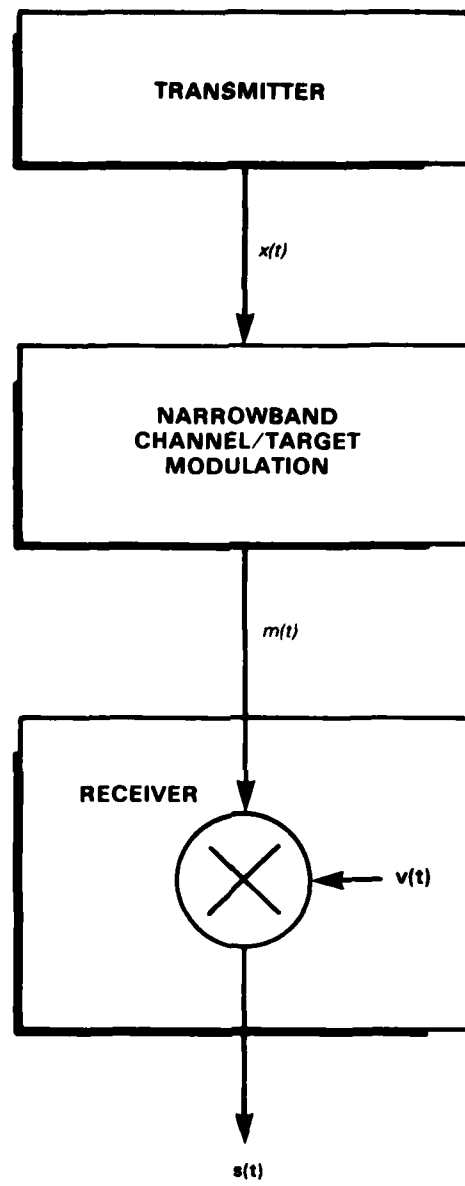 TRANSMITTER
x(t)
NARROWBAND
CHANNEL/TARGET
MODULATION
m(t)
RECEIVER
v(t)
s(t)